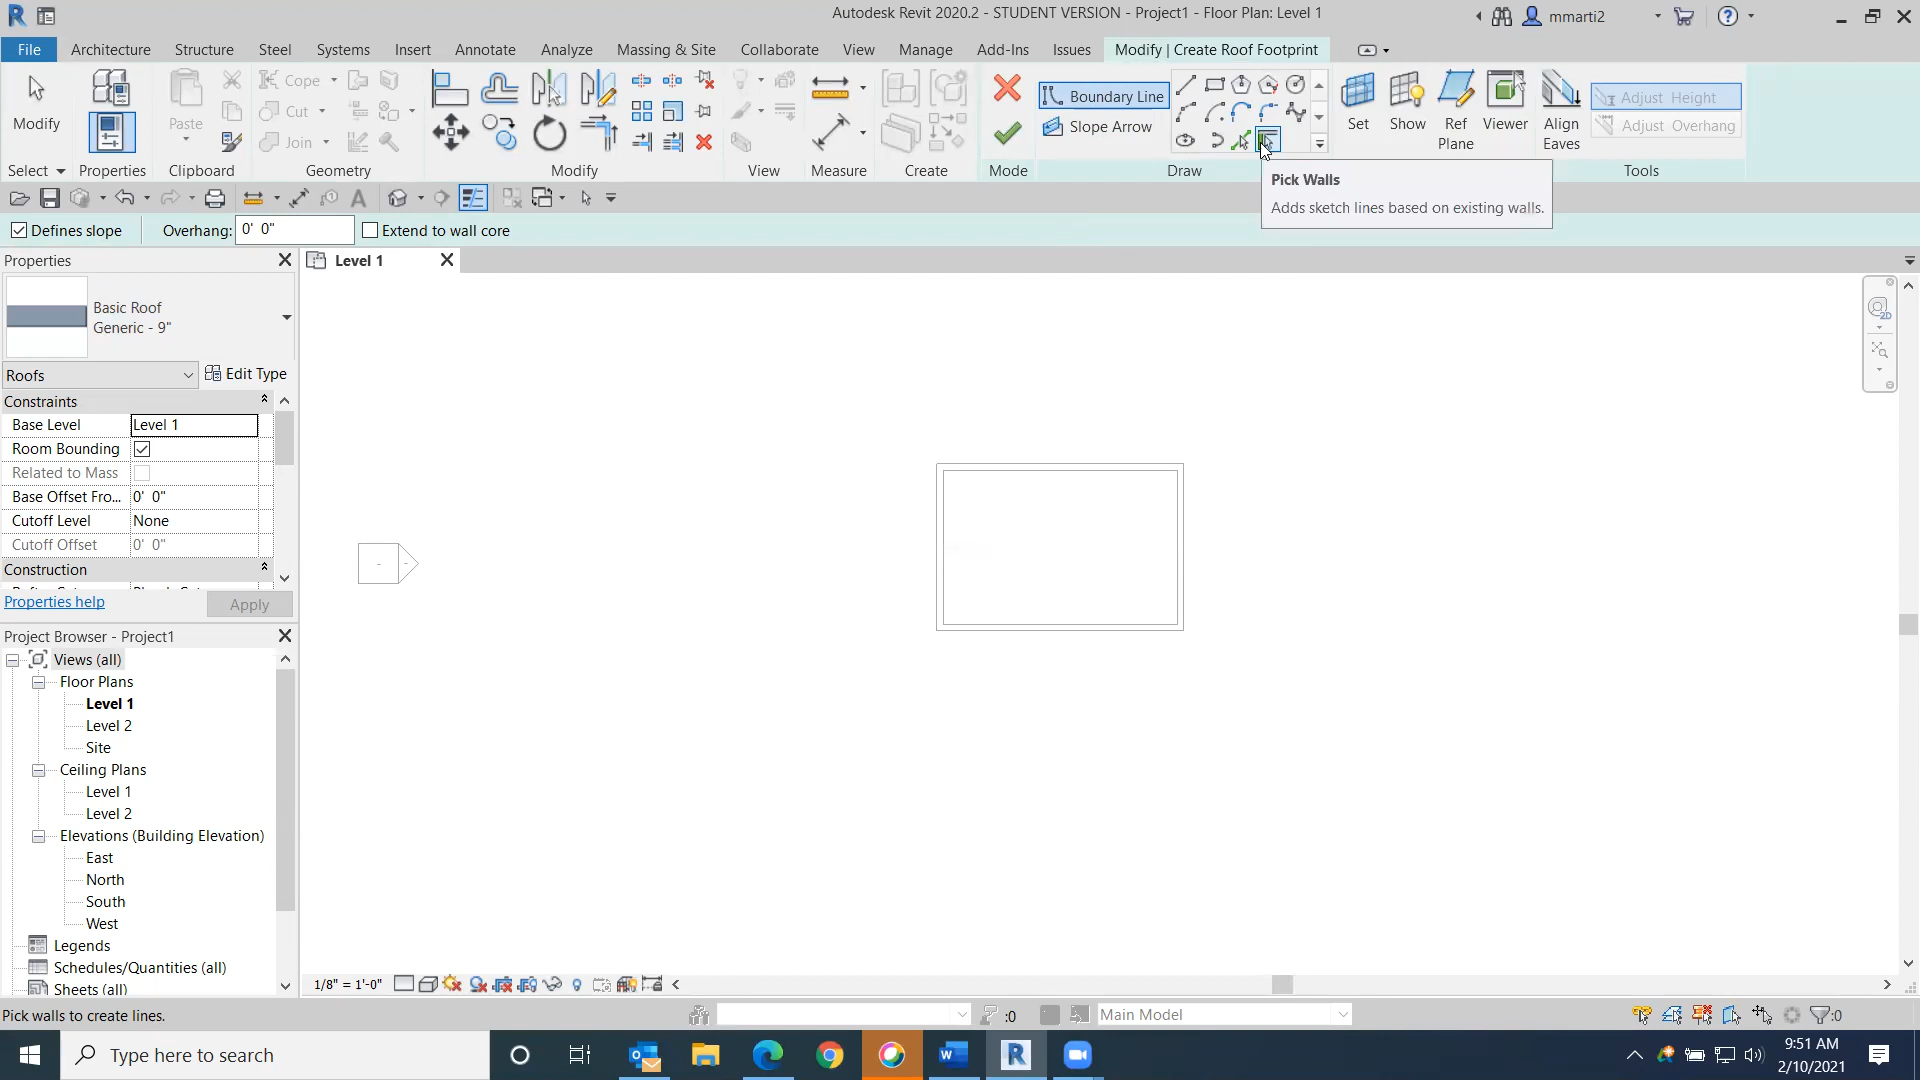 Autodesk Revit 2020.2 - STUDENT VERSION - Project1 - Floor Plan: Level 1
mmarti2
File
Architecture
Structure
Steel
Systems
Insert
Annotate
Analyze
Massing & Site
Collaborate
View
Manage
Add-Ins
Issues
Modify | Create Roof Footprint
Modify
Paste
Cope
Cut
Join
Boundary Line
Slope Arrow
Set
Show
Ref
Plane
Viewer
Align
Eaves
Adjust Height
Adjust Overhang
Select
Properties
Clipboard
Geometry
Modify
View
Measure
Create
Mode
Draw
Tools
Pick Walls
Adds sketch lines based on existing walls.
Defines slope
Overhang:
0' 0"
Extend to wall core
Properties
Level 1
Basic Roof
Generic - 9"
Roofs
Edit Type
Constraints
Base Level
Level 1
Room Bounding
Related to Mass
Base Offset Fro...
0' 0"
Cutoff Level
None
Cutoff Offset
0' 0"
Construction
Properties help
Apply
Project Browser - Project1
Views (all)
Floor Plans
Level 1
Level 2
Site
Ceiling Plans
Level 1
Level 2
Elevations (Building Elevation)
East
North
South
West
Legends
Schedules/Quantities (all)
Sheets (all)
2D
1/8" = 1'-0"
Pick walls to create lines.
:0
Main Model
:0
Type here to search
9:51 AM
2/10/2021